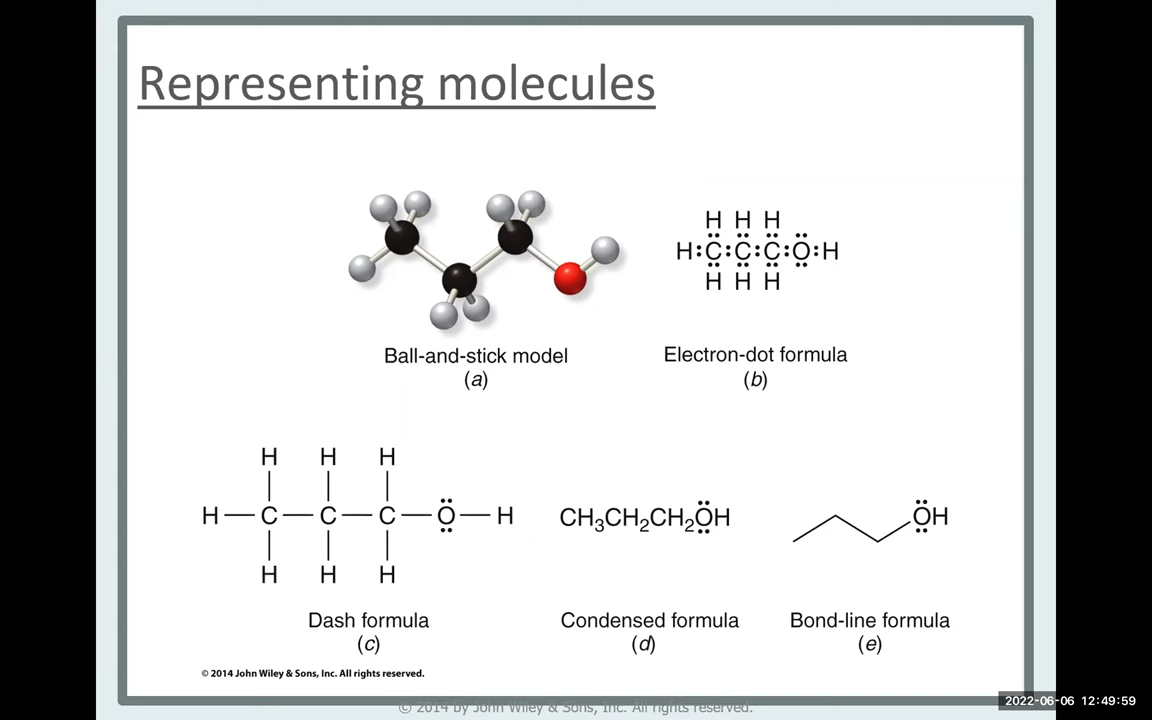 Representing molecules
H H H
H:C:C:C:O:H
H H H
Ball-and-stick model
(a)
Electron-dot formula
(b)
H H H
H—C—C—C—Ö—H
H H H
CH₃CH₂CH₂ÖH
ÖH
Dash formula
(c)
Condensed formula
(d)
Bond-line formula
(e)
© 2014 John Wiley & Sons, Inc. All rights reserved.
© 2014 by John Wiley & Sons, Inc. All rights reserved.
2022-06-06 12:49:59